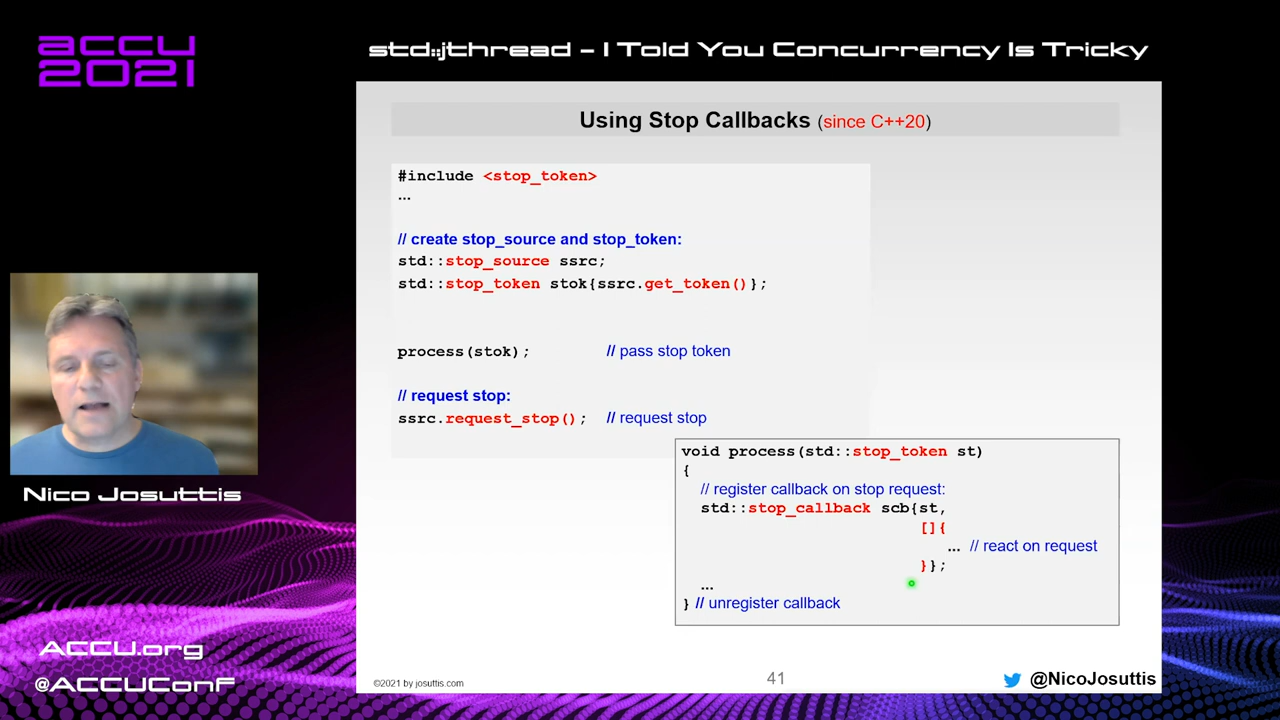 ACCU
2021
std::jthread – I Told You Concurrency Is Tricky
Using Stop Callbacks (since C++20)
#include <stop_token>
...
// create stop_source and stop_token:
std::stop_source ssrc;
std::stop_token stok{ssrc.get_token()};
process(stok); // pass stop token
// request stop:
ssrc.request_stop(); // request stop
void process(std::stop_token st)
{
// register callback on stop request:
std::stop_callback scb{st,
[]{
... // react on request
}};
...
} // unregister callback
Nico Josuttis
ACCU.org
@ACCUConf
©2021 by josuttis.com
41
@NicoJosuttis